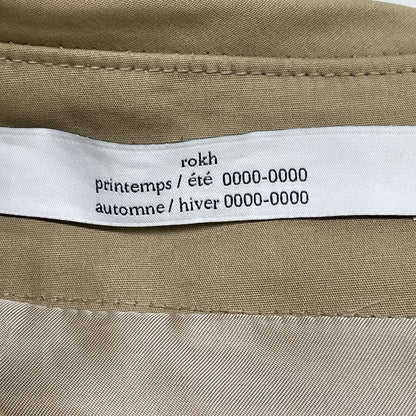 rokh
printemps / été 0000-0000
automne / hiver 0000-0000